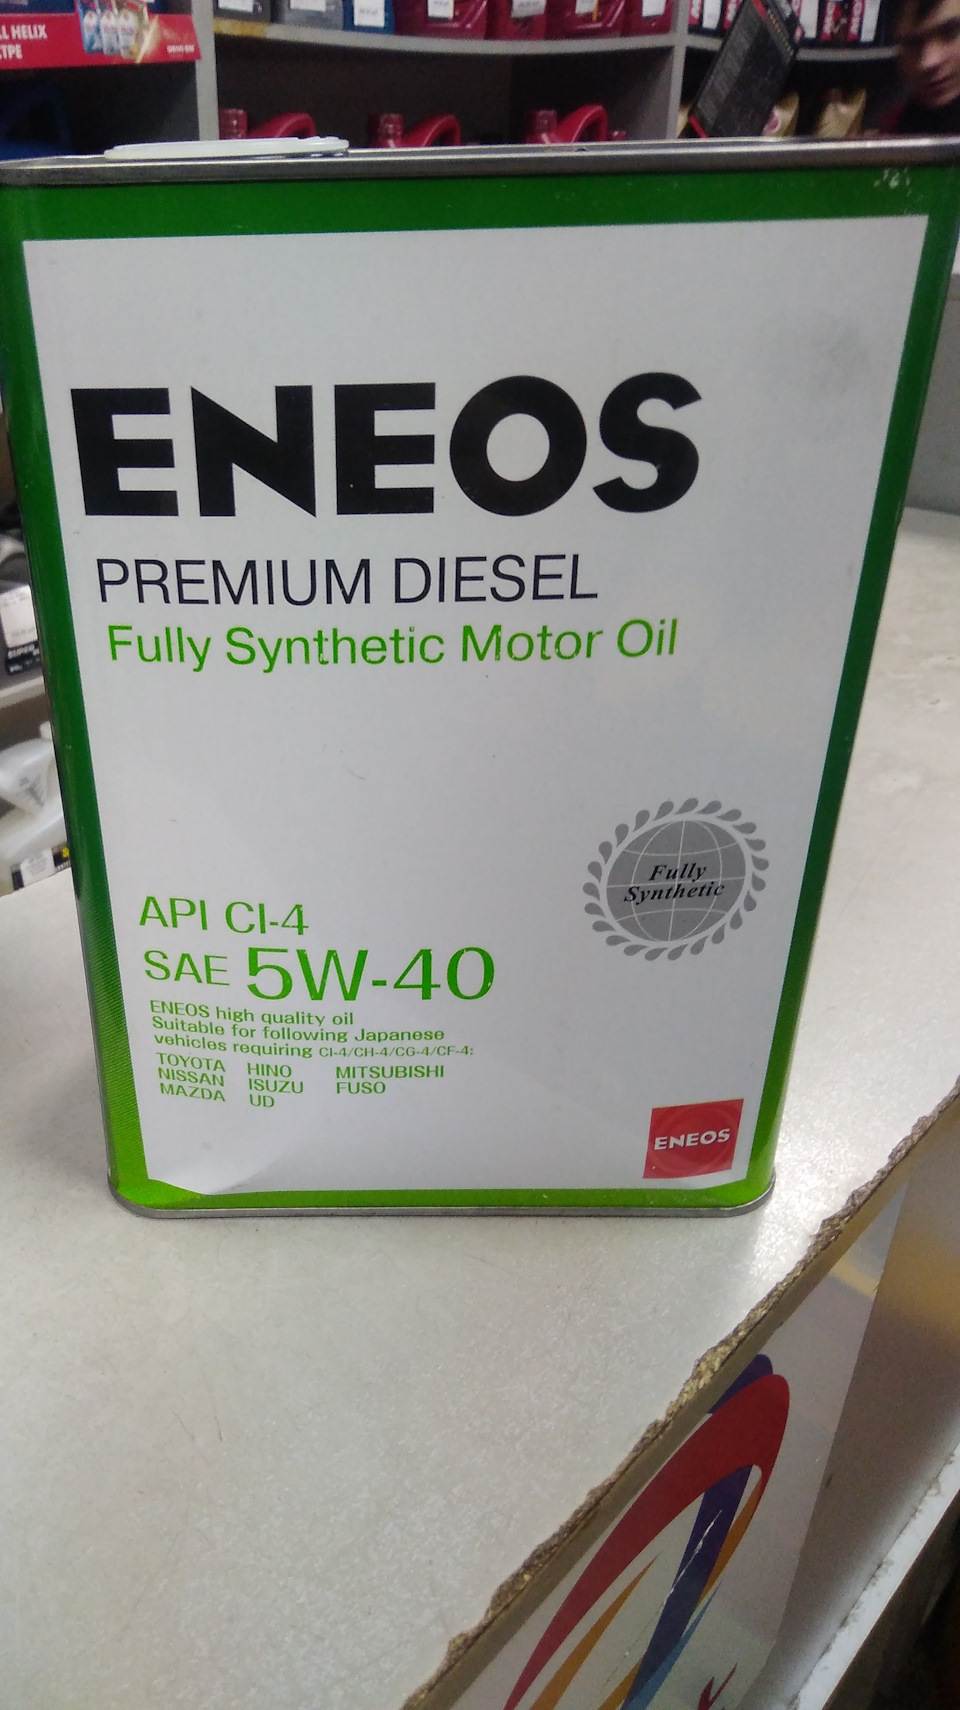 L HELIX
ENEOS
PREMIUM DIESEL
Fully Synthetic Motor Oil
Fully
Synthetic
API CI-4
SAE 5W-40
ENEOS high quality oil
Suitable for following Japanese
vehicles requiring CI-4/CH-4/CG-4/CF-4:
TOYOTA HINO MITSUBISHI
NISSAN ISUZU FUSO
MAZDA UD
ENEOS